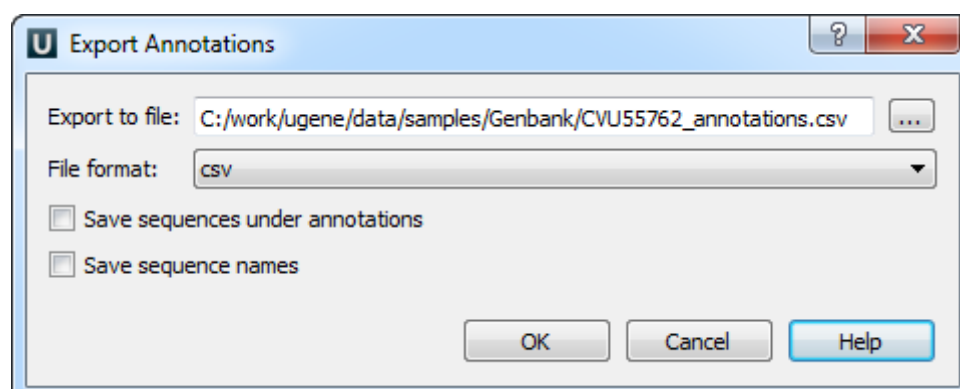 U Export Annotations ?
Export to file: C:/work/ugene/data/samples/Genbank/CVU55762_annotations.csv ...
File format: csv
Save sequences under annotations
Save sequence names
OK Cancel Help